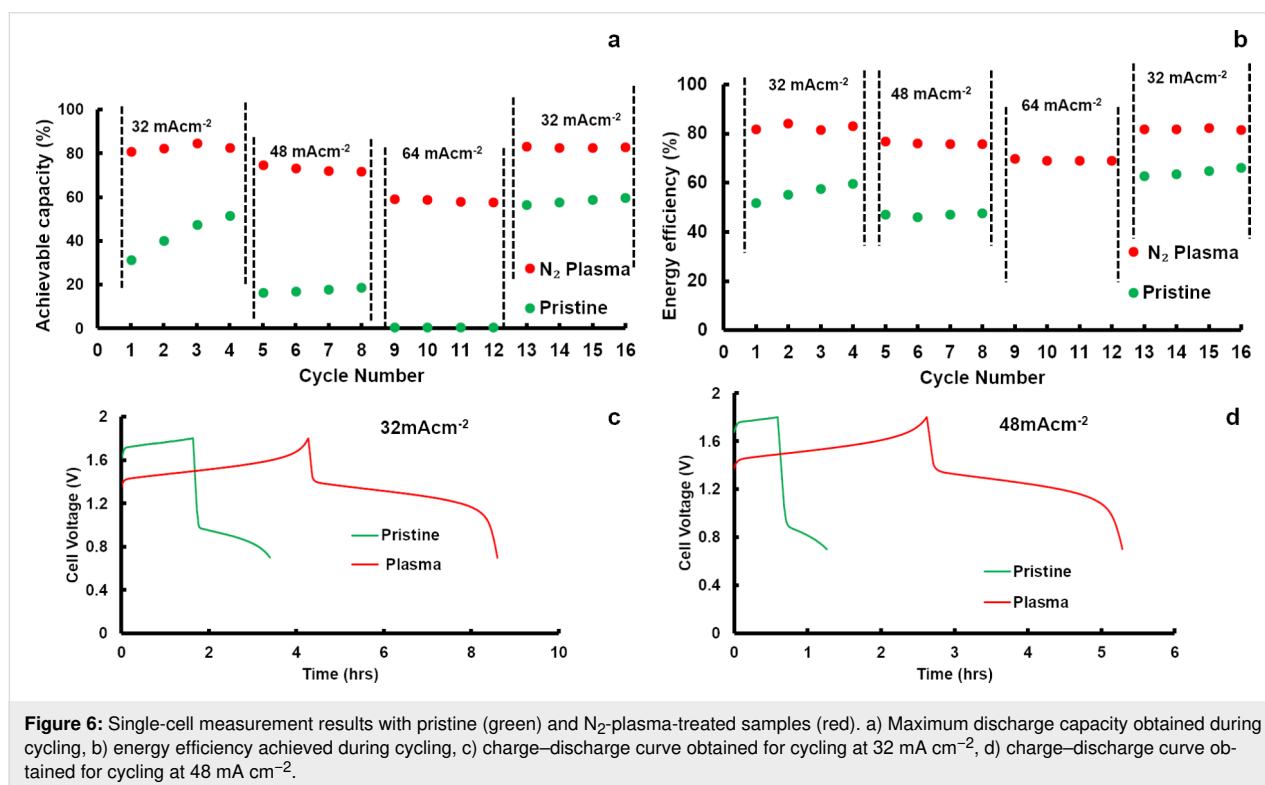 a
Achievable capacity (%)
100
80
60
40
20
0
32 mAcm-2
48 mAcm-2
64 mAcm-2
32 mAcm-2
N₂ Plasma
Pristine
0 1 2 3 4 5 6 7 8 9 10 11 12 13 14 15 16
Cycle Number
b
Energy efficiency (%)
100
80
60
40
20
0
32 mAcm-2
48 mAcm-2
64 mAcm-2
32 mAcm-2
N₂ Plasma
Pristine
0 1 2 3 4 5 6 7 8 9 10 11 12 13 14 15 16
Cycle Number
c
32mAcm-2
Cell Voltage (V)
2
1.6
1.2
0.8
0.4
0
Pristine
Plasma
0 2 4 6 8 10
Time (hrs)
d
48mAcm-2
Cell Voltage (V)
2
1.6
1.2
0.8
0.4
0
Pristine
Plasma
0 1 2 3 4 5 6
Time (hrs)
Figure 6: Single-cell measurement results with pristine (green) and N₂-plasma-treated samples (red). a) Maximum discharge capacity obtained during
cycling, b) energy efficiency achieved during cycling, c) charge–discharge curve obtained for cycling at 32 mA cm⁻², d) charge–discharge curve ob-
tained for cycling at 48 mA cm⁻².